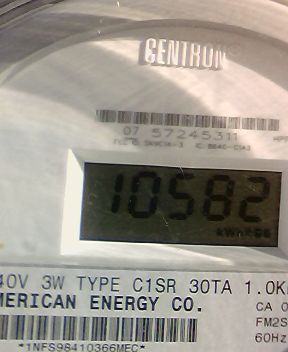 CENTRON
07 57245311
10582
40V 3W TYPE C1SR 30TA 1.0K
MERICAN ENERGY CO.
CA 0
FM2S
60Hz
*1NFS98410366MEC*